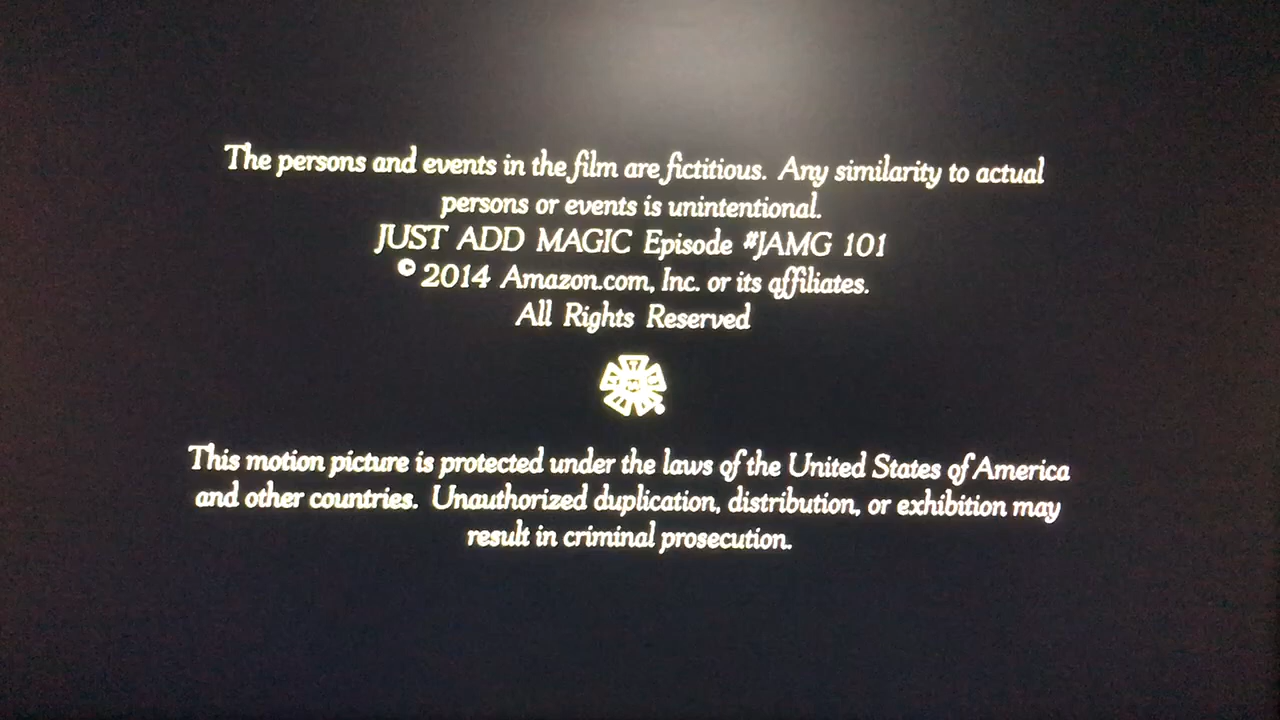 The persons and events in the film are fictitious. Any similarity to actual
persons or events is unintentional.
JUST ADD MAGIC Episode #JAMG 101
© 2014 Amazon.com, Inc. or its affiliates.
All Rights Reserved
This motion picture is protected under the laws of the United States of America
and other countries. Unauthorized duplication, distribution, or exhibition may
result in criminal prosecution.